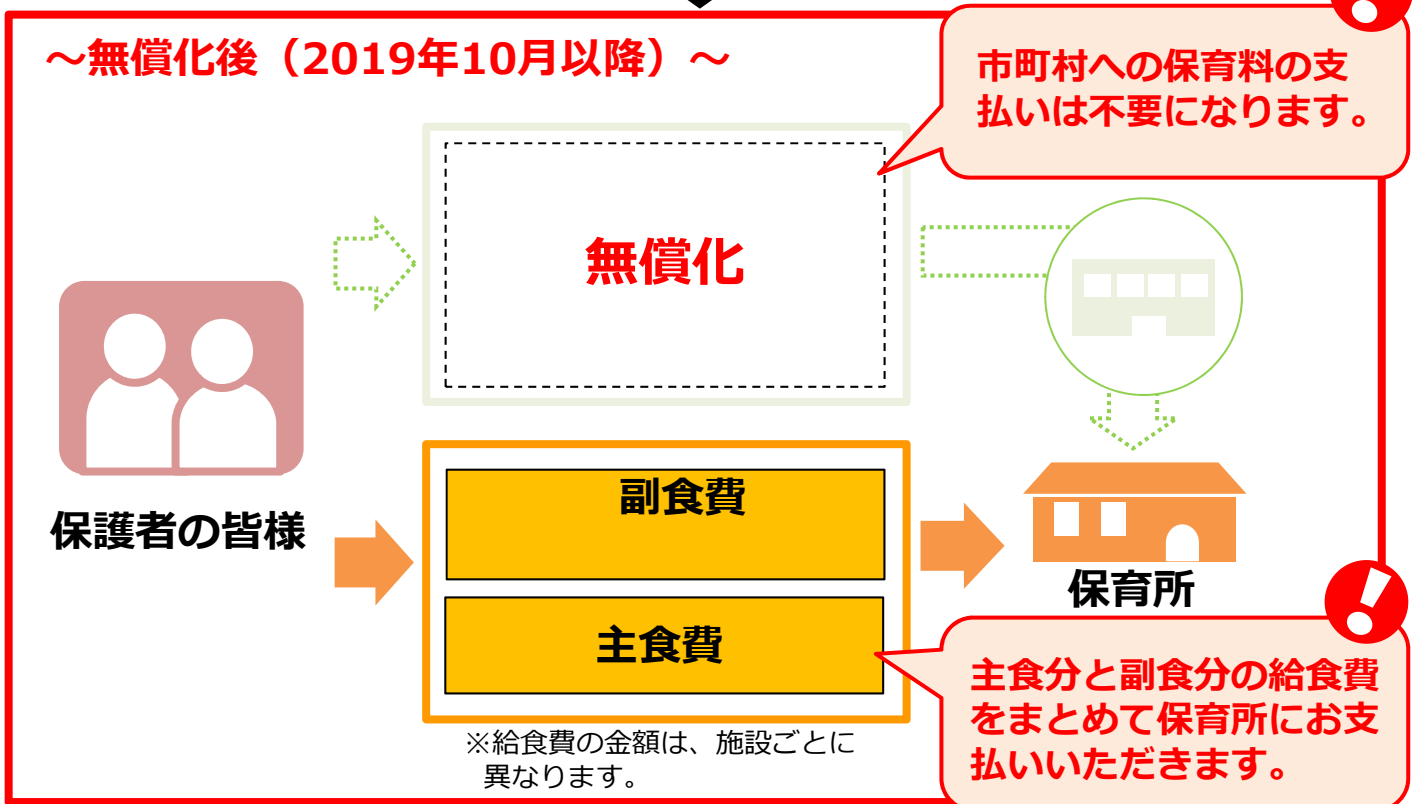 ～無償化後（2019年10月以降）～
市町村への保育料の支
払いは不要になります。
無償化
保護者の皆様
副食費
主食費
保育所
※給食費の金額は、施設ごとに
異なります。
主食分と副食分の給食費
をまとめて保育所にお支
払いいただきます。